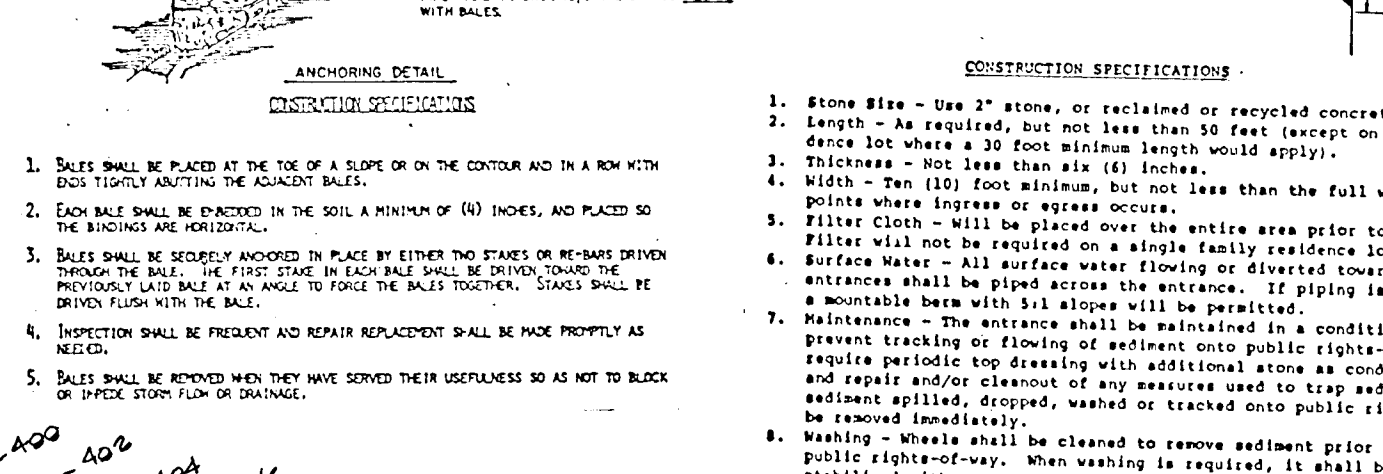 WITH BALES.
ANCHORING DETAIL
CONSTRUCTION SPECIFICATIONS
1. BALES SHALL BE PLACED AT THE TOE OF A SLOPE OR ON THE CONTOUR AND IN A ROW WITH
ENDS TIGHTLY ABUTTING THE ADJACENT BALES.
2. EACH BALE SHALL BE EMBEDDED IN THE SOIL A MINIMUM OF (4) INCHES, AND PLACED SO
THE BINDINGS ARE HORIZONTAL.
3. BALES SHALL BE SECURELY ANCHORED IN PLACE BY EITHER TWO STAKES OR RE-BARS DRIVEN
THROUGH THE BALE. THE FIRST STAKE IN EACH BALE SHALL BE DRIVEN TOWARD THE
PREVIOUSLY LAID BALE AT AN ANGLE TO FORCE THE BALES TOGETHER. STAKES SHALL BE
DRIVEN FLUSH WITH THE BALE.
4. INSPECTION SHALL BE FREQUENT AND REPAIR REPLACEMENT SHALL BE MADE PROMPTLY AS
NEEDED.
5. BALES SHALL BE REMOVED WHEN THEY HAVE SERVED THEIR USEFULNESS SO AS NOT TO BLOCK
OR IMPEDE STORM FLOW OR DRAINAGE.
400
402
404
CONSTRUCTION SPECIFICATIONS
1. Stone Size - Use 2" stone, or reclaimed or recycled concret
2. Length - As required, but not less than 50 feet (except on
dence lot where a 30 foot minimum length would apply).
3. Thickness - Not less than six (6) inches.
4. Width - Ten (10) foot minimum, but not less than the full w
points where ingress or egress occurs.
5. Filter Cloth - Will be placed over the entire area prior to
Filter will not be required on a single family residence lo
6. Surface Water - All surface water flowing or diverted towar
entrances shall be piped across the entrance. If piping is
a mountable berm with 5:1 slopes will be permitted.
7. Maintenance - The entrance shall be maintained in a conditi
prevent tracking or flowing of sediment onto public rights-
require periodic top dressing with additional stone as cond
and repair and/or cleanout of any measures used to trap sed
sediment spilled, dropped, washed or tracked onto public ri
be removed immediately.
8. Washing - Wheels shall be cleaned to remove sediment prior
public rights-of-way. When washing is required, it shall b